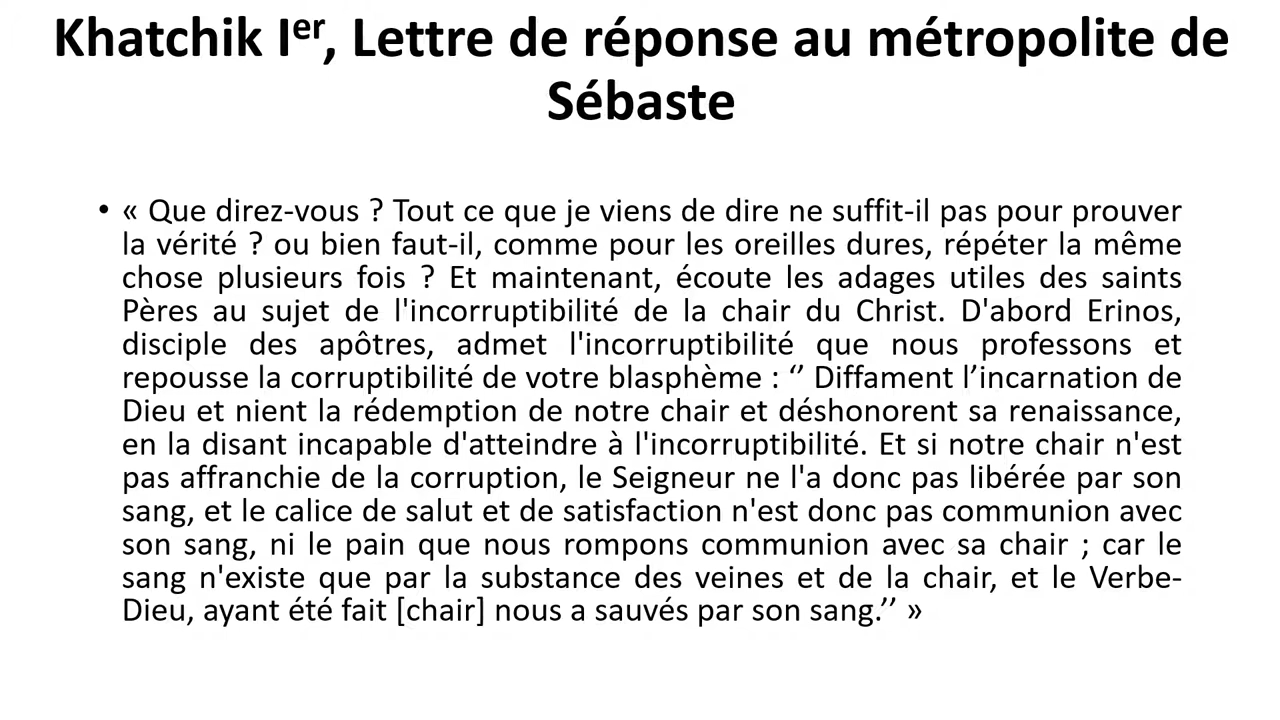 Khatchik Iᵉʳ, Lettre de réponse au métropolite de
Sébaste
• « Que direz-vous ? Tout ce que je viens de dire ne suffit-il pas pour prouver
la vérité ? ou bien faut-il, comme pour les oreilles dures, répéter la même
chose plusieurs fois ? Et maintenant, écoute les adages utiles des saints
Pères au sujet de l'incorruptibilité de la chair du Christ. D'abord Erinos,
disciple des apôtres, admet l'incorruptibilité que nous professons et
repousse la corruptibilité de votre blasphème : ‘’ Diffament l’incarnation de
Dieu et nient la rédemption de notre chair et déshonorent sa renaissance,
en la disant incapable d'atteindre à l'incorruptibilité. Et si notre chair n'est
pas affranchie de la corruption, le Seigneur ne l'a donc pas libérée par son
sang, et le calice de salut et de satisfaction n'est donc pas communion avec
son sang, ni le pain que nous rompons communion avec sa chair ; car le
sang n'existe que par la substance des veines et de la chair, et le Verbe-
Dieu, ayant été fait [chair] nous a sauvés par son sang.’’ »